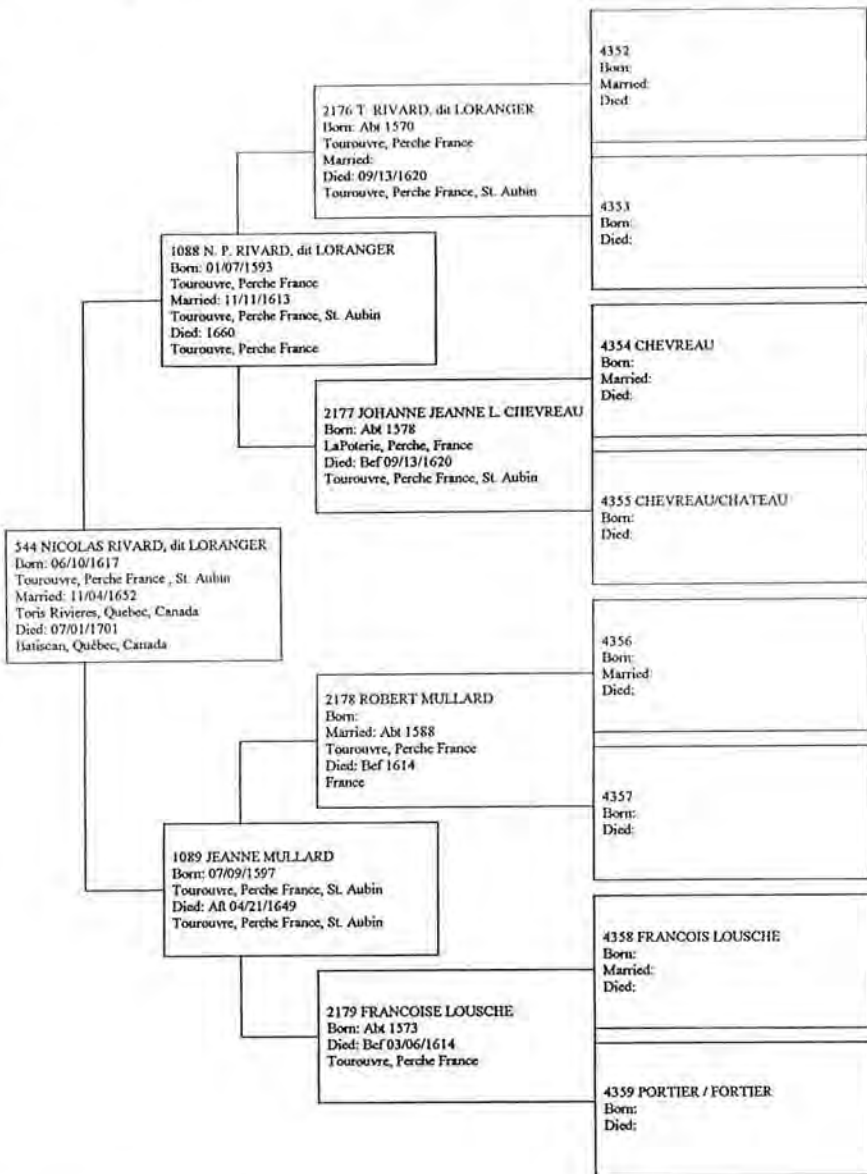 4352
Born:
Married:
Died:
2176 T. RIVARD, dit LORANGER
Born: Abt 1570
Tourouvre, Perche France
Married:
Died: 09/13/1620
Tourouvre, Perche France, St. Aubin
4353
Born:
Died:
1088 N. P. RIVARD, dit LORANGER
Born: 01/07/1593
Tourouvre, Perche France
Married: 11/11/1613
Tourouvre, Perche France, St. Aubin
Died: 1660
Tourouvre, Perche France
4354 CHEVREAU
Born:
Married:
Died:
2177 JOHANNE JEANNE L. CHEVREAU
Born: Abt 1578
LaPoterie, Perche, France
Died: Bef 09/13/1620
Tourouvre, Perche France, St. Aubin
4355 CHEVREAU/CHATEAU
Born:
Died:
544 NICOLAS RIVARD, dit LORANGER
Born: 06/10/1617
Tourouvre, Perche France , St. Aubin
Married: 11/04/1652
Toris Rivieres, Quebec, Canada
Died: 07/01/1701
Batiscan, Québec, Canada
4356
Born:
Married:
Died:
2178 ROBERT MULLARD
Born:
Married: Abt 1588
Tourouvre, Perche France
Died: Bef 1614
France
4357
Born:
Died:
1089 JEANNE MULLARD
Born: 07/09/1597
Tourouvre, Perche France, St. Aubin
Died: Aft 04/21/1649
Tourouvre, Perche France, St. Aubin
4358 FRANCOIS LOUSCHE
Born:
Married:
Died:
2179 FRANCOISE LOUSCHE
Born: Abt 1573
Died: Bef 03/06/1614
Tourouvre, Perche France
4359 PORTIER / FORTIER
Born:
Died: